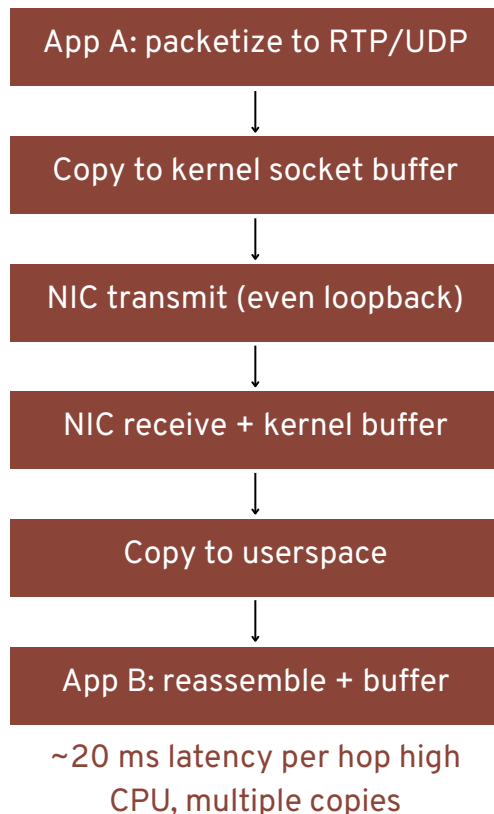 App A: packetize to RTP/UDP
Copy to kernel socket buffer
NIC transmit (even loopback)
NIC receive + kernel buffer
Copy to userspace
App B: reassemble + buffer
~20 ms latency per hop high
CPU, multiple copies